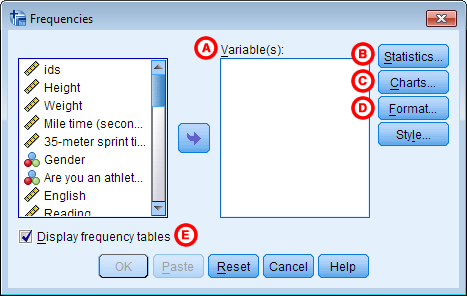 Frequencies
A Variable(s):
ids
Height
Weight
Mile time (secon...
35-meter sprint ti...
Gender
Are you an athlet...
English
Reading
B Statistics...
C Charts...
D Format...
Style...
Display frequency tables E
OK Paste Reset Cancel Help